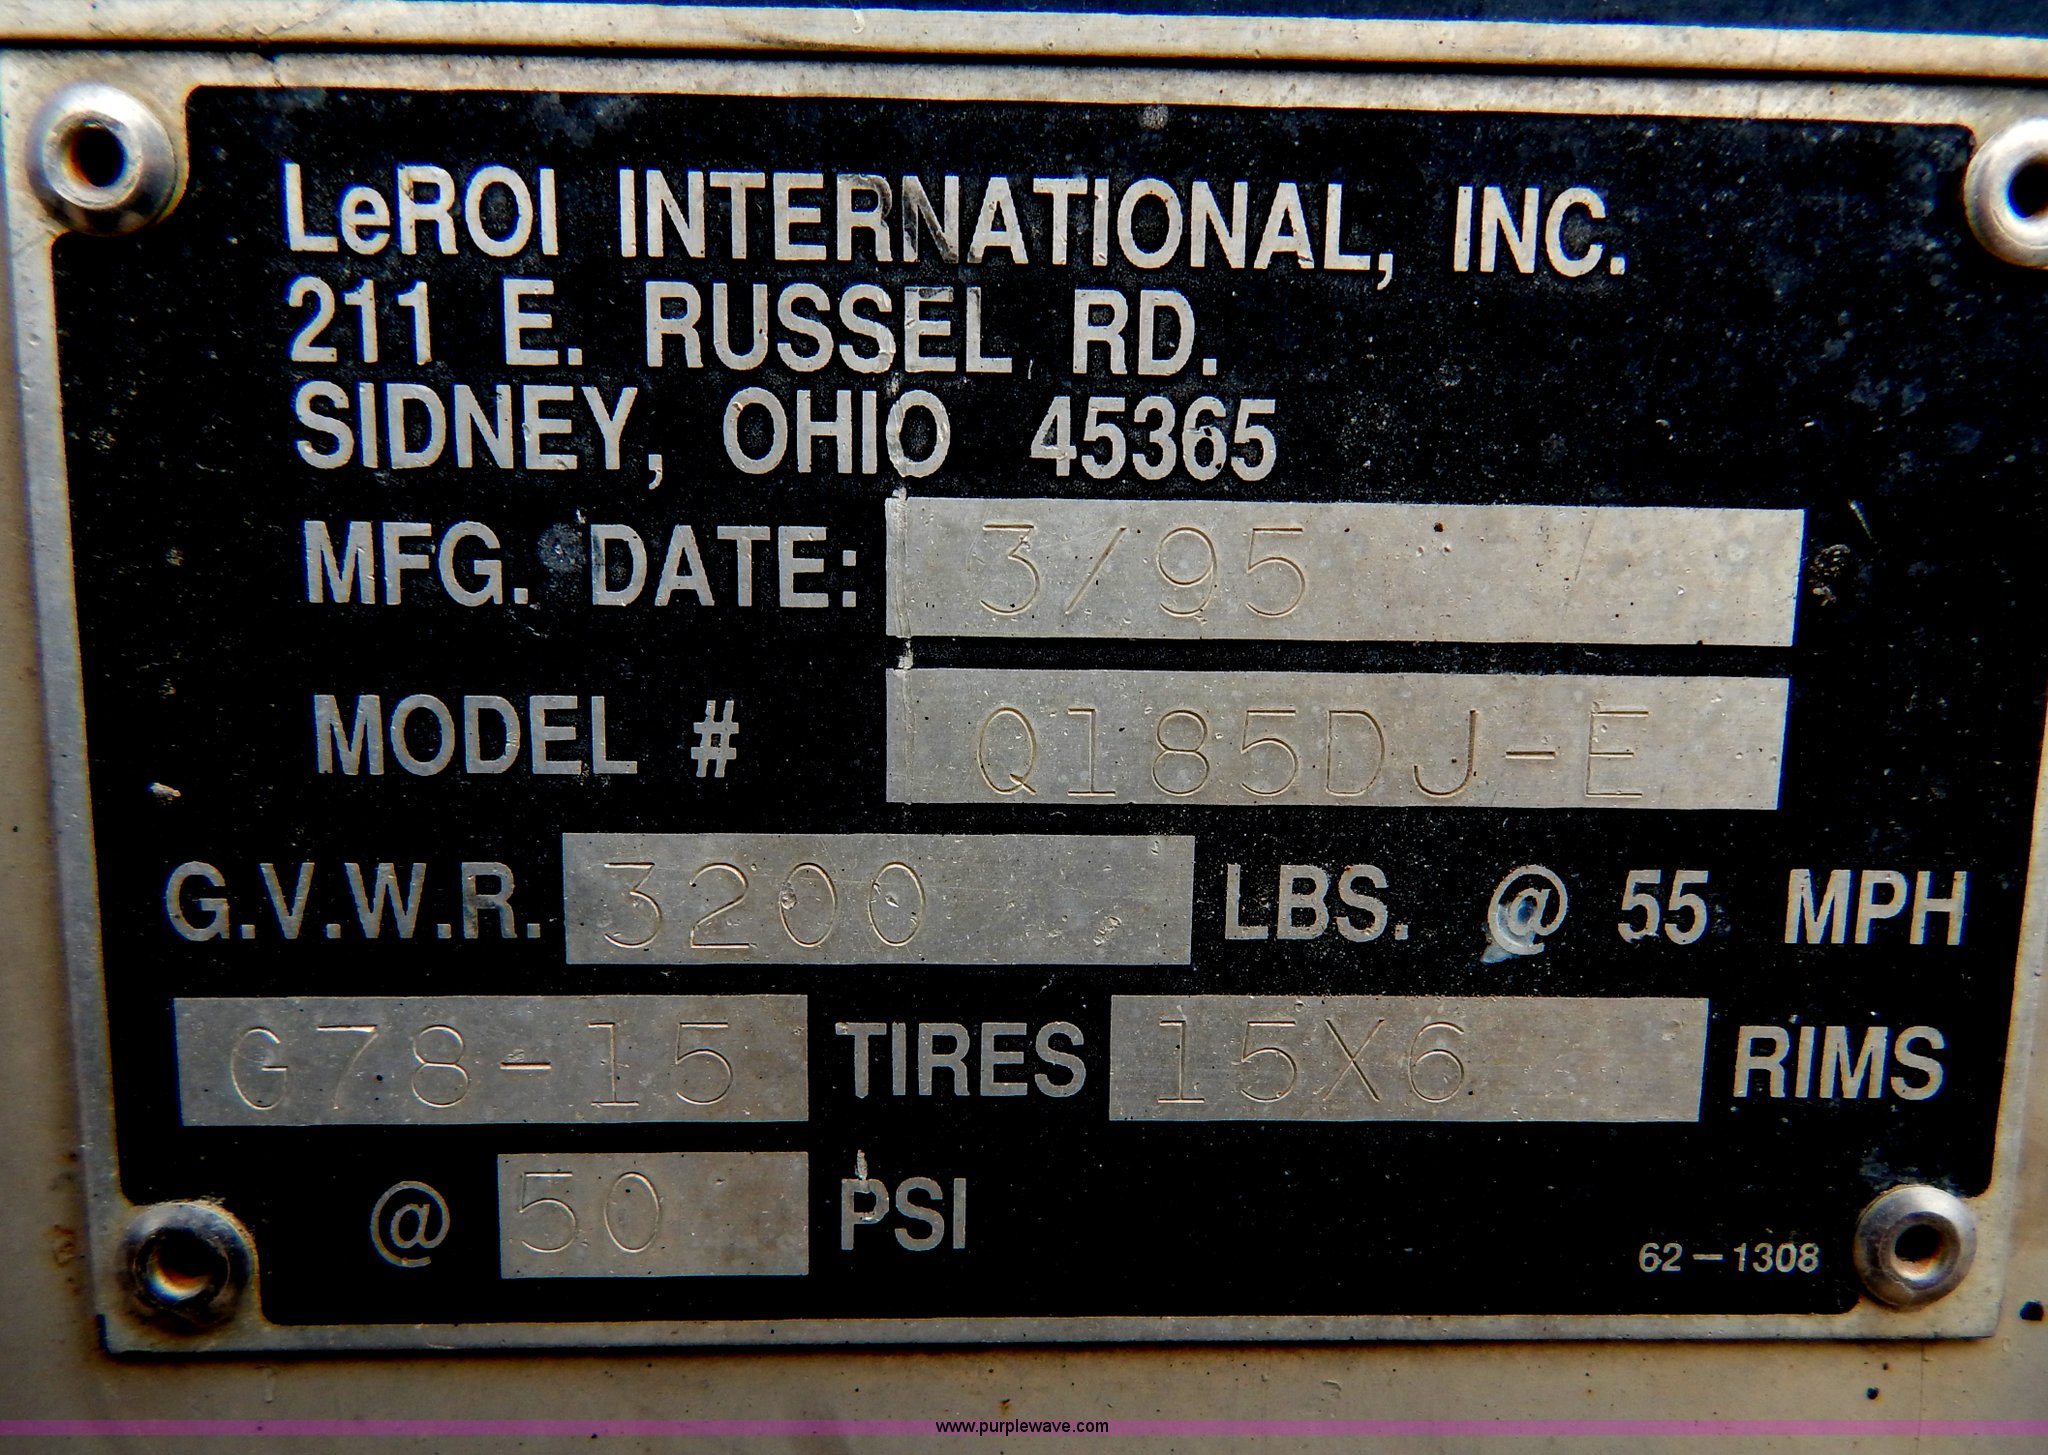 LeROI INTERNATIONAL, INC.
211 E. RUSSEL RD.
SIDNEY, OHIO 45365
MFG. DATE: 3/95
MODEL # Q185DJ-E
G.V.W.R. 3200 LBS. @ 55 MPH
G78-15 TIRES 15X6 RIMS
@ 50 PSI
62-1308
www.purplewave.com